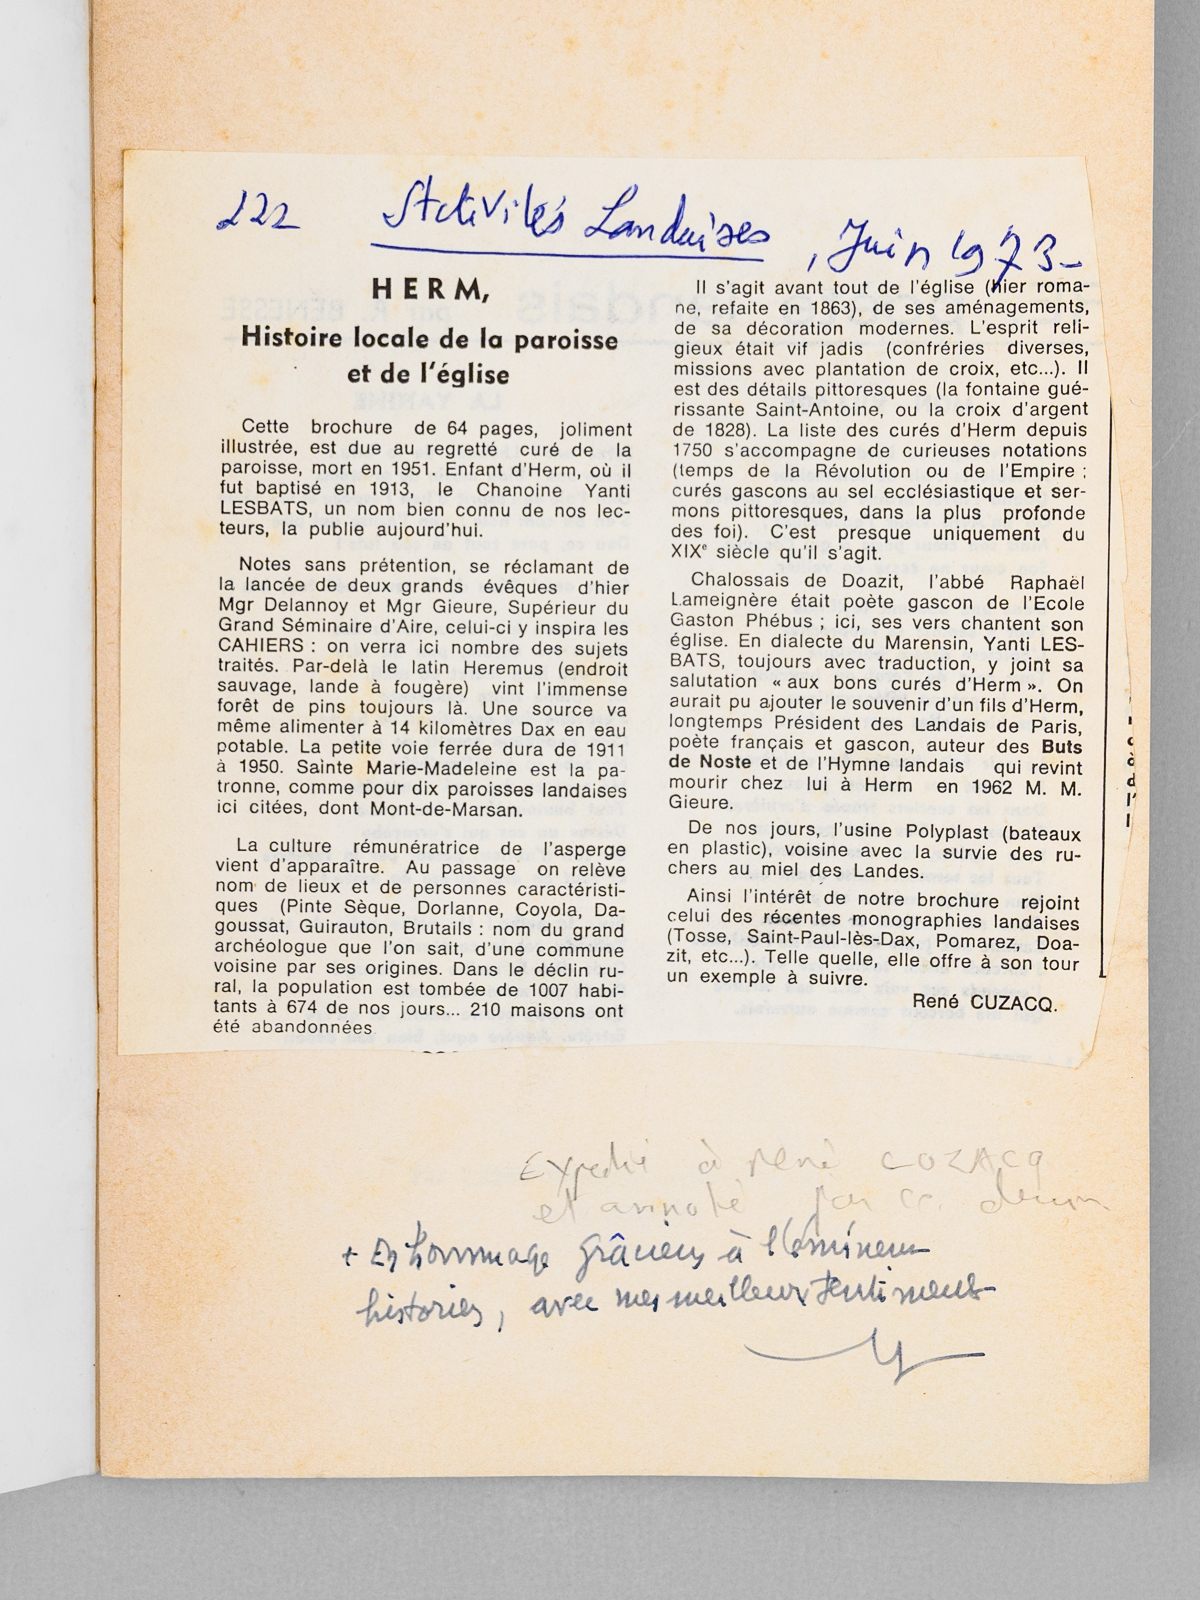 222 Activités Landaises, Juin 1973-
HERM,
Histoire locale de la paroisse
et de l'église
Cette brochure de 64 pages, joliment
illustrée, est due au regretté curé de la
paroisse, mort en 1951. Enfant d'Herm, où il
fut baptisé en 1913, le Chanoine Yanti
LESBATS, un nom bien connu de nos lec-
teurs, la publie aujourd'hui.
Notes sans prétention, se réclamant de
la lancée de deux grands évêques d'hier
Mgr Delannoy et Mgr Gieure, Supérieur du
Grand Séminaire d'Aire, celui-ci y inspira les
CAHIERS : on verra ici nombre des sujets
traités. Par-delà le latin Heremus (endroit
sauvage, lande à fougère) vint l'immense
forêt de pins toujours là. Une source va
même alimenter à 14 kilomètres Dax en eau
potable. La petite voie ferrée dura de 1911
à 1950. Sainte Marie-Madeleine est la pa-
tronne, comme pour dix paroisses landaises
ici citées, dont Mont-de-Marsan.
La culture rémunératrice de l'asperge
vient d'apparaître. Au passage on relève
nom de lieux et de personnes caractéristi-
ques (Pinte Sèque, Dorlanne, Coyola, Da-
goussat, Guirauton, Brutails : nom du grand
archéologue que l'on sait, d'une commune
voisine par ses origines. Dans le déclin ru-
ral, la population est tombée de 1007 habi-
tants à 674 de nos jours... 210 maisons ont
été abandonnées
Il s'agit avant tout de l'église (hier roma-
ne, refaite en 1863), de ses aménagements,
de sa décoration modernes. L'esprit reli-
gieux était vif jadis (confréries diverses,
missions avec plantation de croix, etc...). Il
est des détails pittoresques (la fontaine gué-
rissante Saint-Antoine, ou la croix d'argent
de 1828). La liste des curés d'Herm depuis
1750 s'accompagne de curieuses notations
(temps de la Révolution ou de l'Empire ;
curés gascons au sel ecclésiastique et ser-
mons pittoresques, dans la plus profonde
des foi). C'est presque uniquement du
XIXe siècle qu'il s'agit.
Chalossais de Doazit, l'abbé Raphaël
Lameignère était poète gascon de l'Ecole
Gaston Phébus ; ici, ses vers chantent son
église. En dialecte du Marensin, Yanti LES-
BATS, toujours avec traduction, y joint sa
salutation « aux bons curés d'Herm ». On
aurait pu ajouter le souvenir d'un fils d'Herm,
longtemps Président des Landais de Paris,
poète français et gascon, auteur des Buts
de Noste et de l'Hymne landais qui revint
mourir chez lui à Herm en 1962 M. M.
Gieure.
De nos jours, l'usine Polyplast (bateaux
en plastic), voisine avec la survie des ru-
chers au miel des Landes.
Ainsi l'intérêt de notre brochure rejoint
celui des récentes monographies landaises
(Tosse, Saint-Paul-lès-Dax, Pomarez, Doa-
zit, etc...). Telle quelle, elle offre à son tour
un exemple à suivre.
René CUZACQ.
Expédié à René COZACQ
et annoté par ce dernier
+ En hommage grâcieux à l'éminent
historien, avec mes meilleurs sentiments